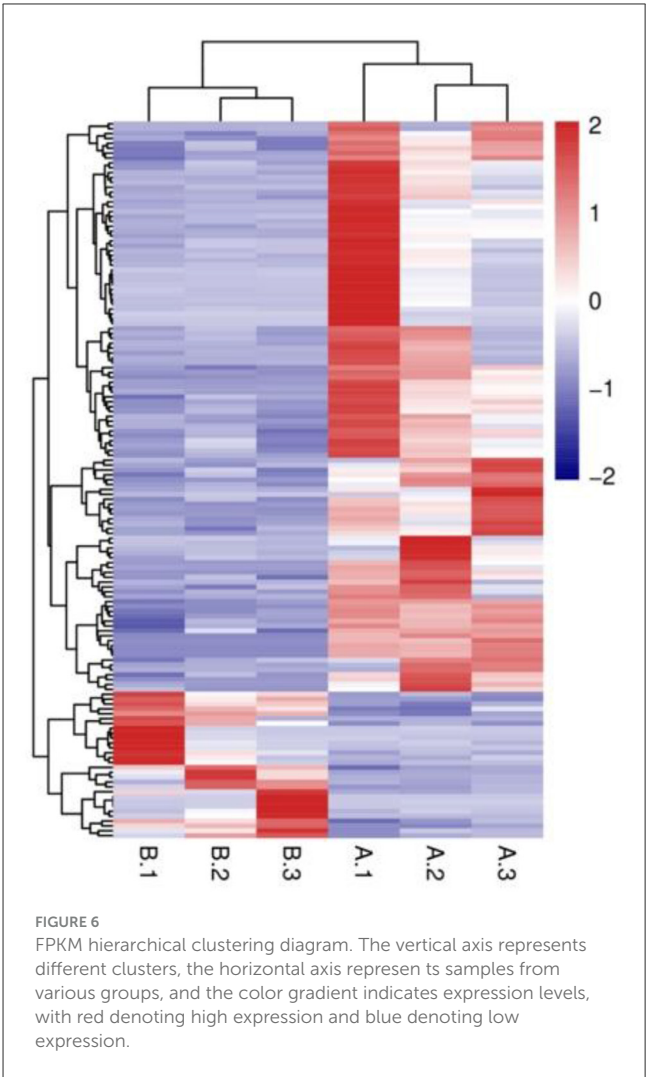 2
1
0
−1
−2
B.1
B.2
B.3
A.1
A.2
A.3
FIGURE 6
FPKM hierarchical clustering diagram. The vertical axis represents
different clusters, the horizontal axis represen ts samples from
various groups, and the color gradient indicates expression levels,
with red denoting high expression and blue denoting low
expression.